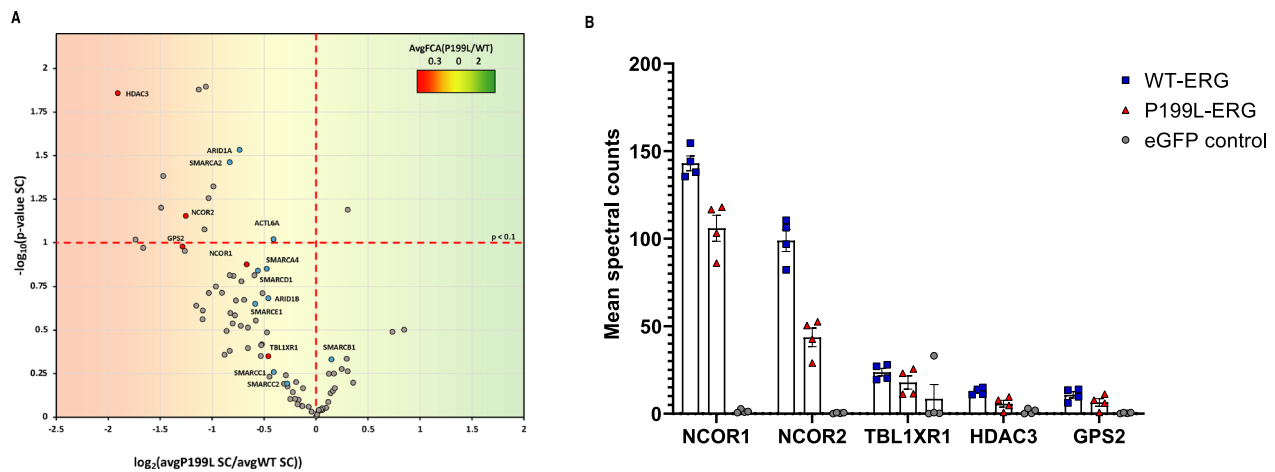 A
AvgFCA(P199L/WT)
0.3 0 2
2
1.75
1.5
1.25
1
0.75
0.5
0.25
0
-log10(p-value SC)
HDAC3
ARID1A
SMARCA2
NCOR2
ACTL6A
GPS2
p < 0.1
NCOR1
SMARCA4
SMARCD1
ARID1B
SMARCE1
TBL1XR1
SMARCB1
SMARCC1
SMARCC2
-2.5 -2 -1.5 -1 -0.5 0 0.5 1 1.5 2
log2(avgP199L SC/avgWT SC))
B
Mean spectral counts
200
150
100
50
0
WT-ERG
P199L-ERG
eGFP control
NCOR1 NCOR2 TBL1XR1 HDAC3 GPS2